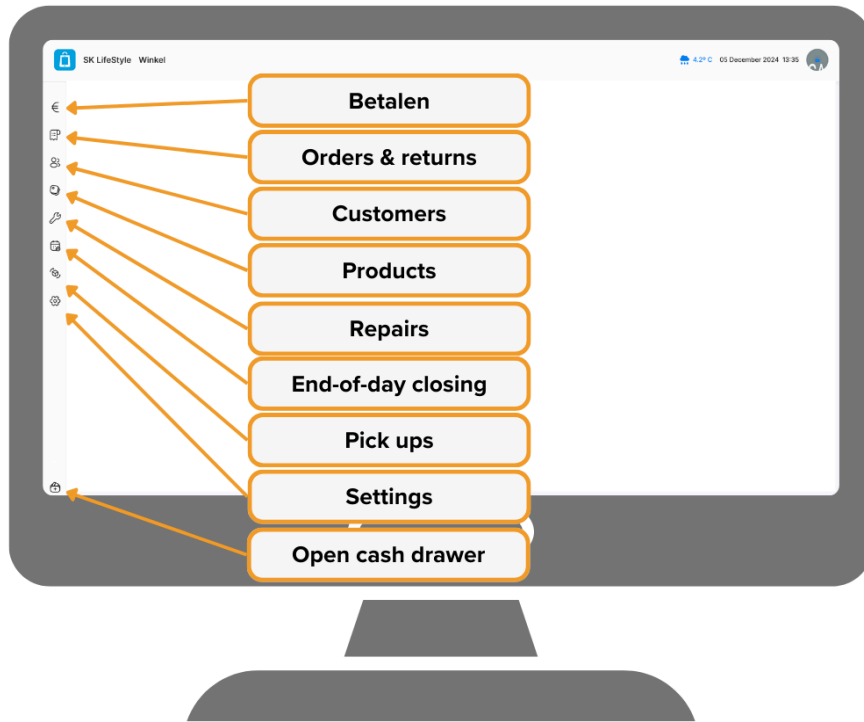 SK LifeStyle Winkel
4.2° C 05 December 2024 13:35
Betalen
Orders & returns
Customers
Products
Repairs
End-of-day closing
Pick ups
Settings
Open cash drawer